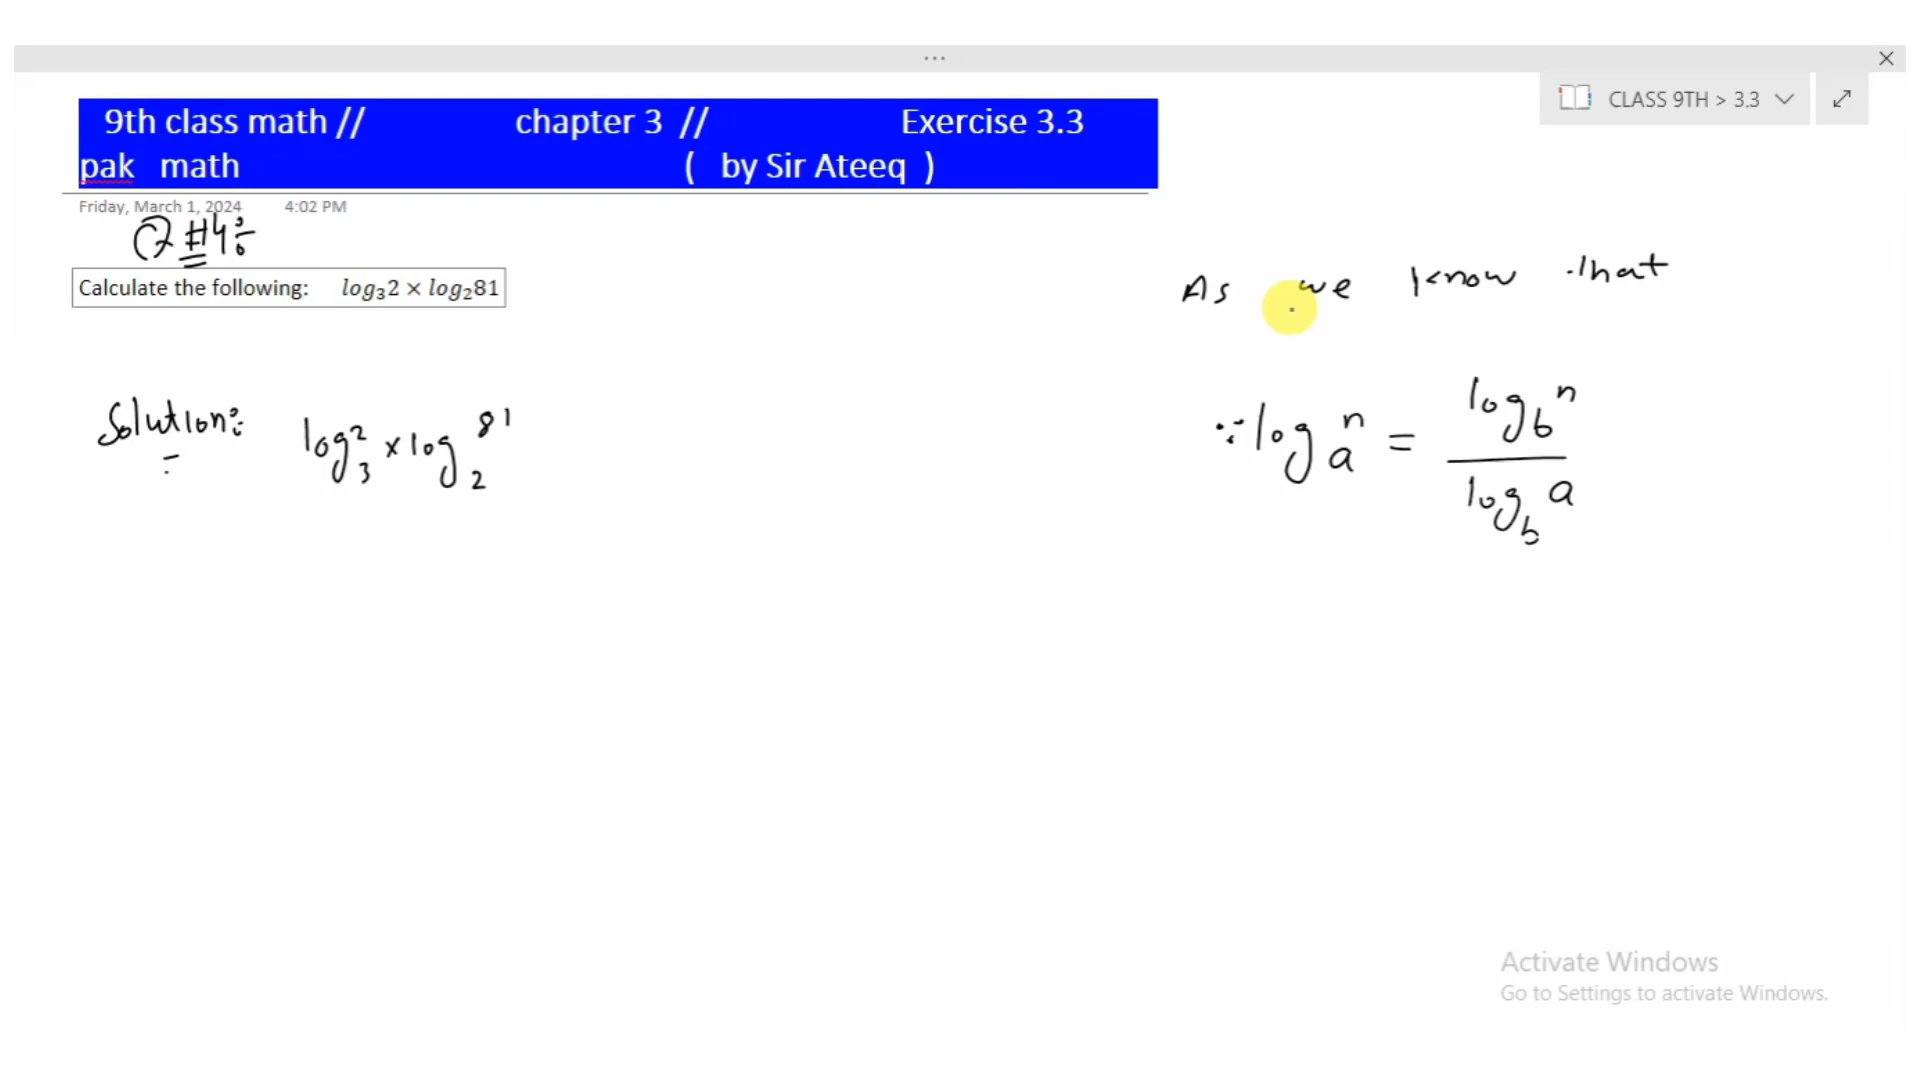 ...
CLASS 9TH > 3.3
9th class math // chapter 3 // Exercise 3.3
pak math ( by Sir Ateeq )
Friday, March 1, 2024 4:02 PM
Q #4:
Calculate the following: log₃2 × log₂81
As we know that
Solution: log₃² × log₂⁸¹
∵ logₐⁿ = log_b ⁿ / log_b ᵃ
Activate Windows
Go to Settings to activate Windows.